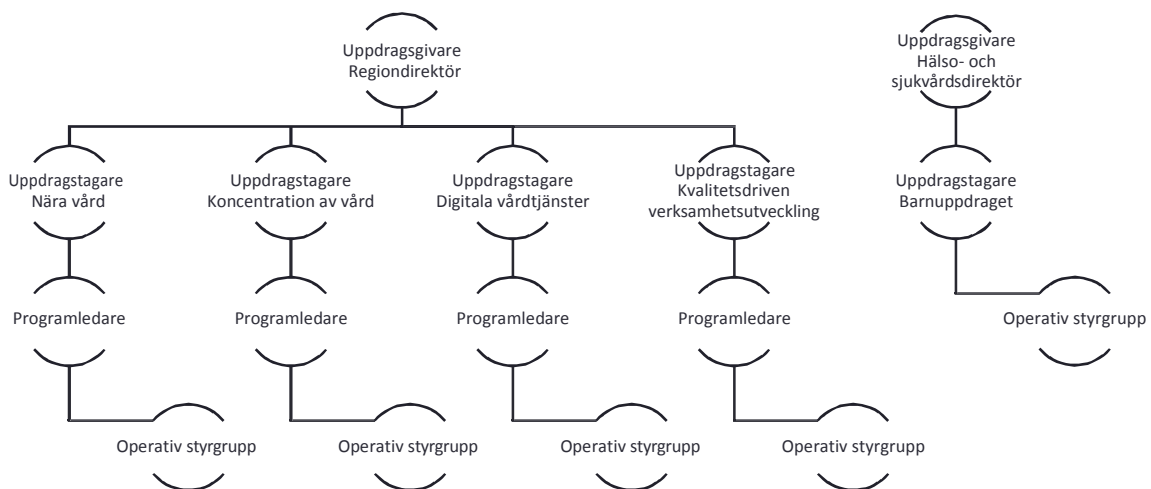 Uppdragsgivare
Regiondirektör
Uppdragsgivare
Hälso- och
sjukvårdsdirektör
Uppdragstagare
Nära vård
Uppdragstagare
Koncentration av vård
Uppdragstagare
Digitala vårdtjänster
Uppdragstagare
Kvalitetsdriven
verksamhetsutveckling
Uppdragstagare
Barnuppdraget
Programledare
Programledare
Programledare
Programledare
Operativ styrgrupp
Operativ styrgrupp
Operativ styrgrupp
Operativ styrgrupp
Operativ styrgrupp